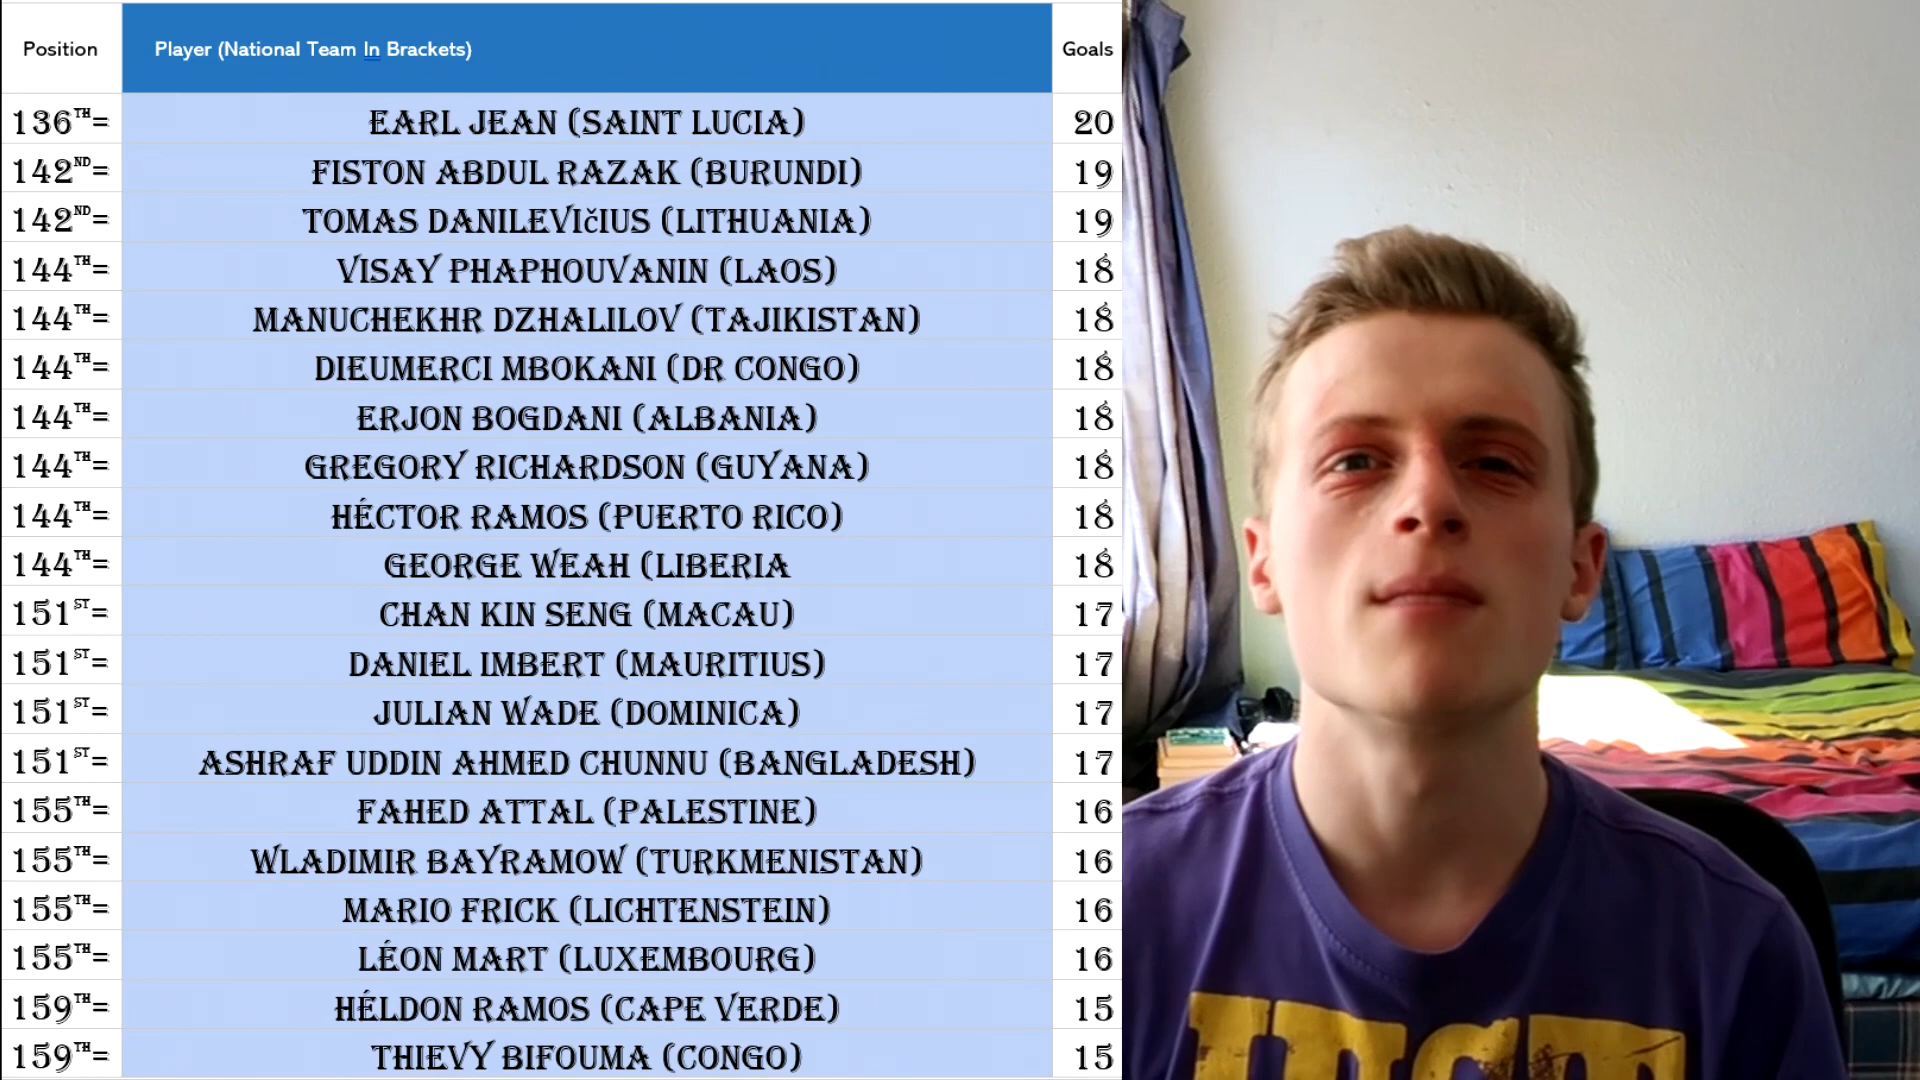 Position Player (National Team In Brackets) Goals
136TH= EARL JEAN (SAINT LUCIA) 20
142ND= FISTON ABDUL RAZAK (BURUNDI) 19
142ND= TOMAS DANILEVIčIUS (LITHUANIA) 19
144TH= VISAY PHAPHOUVANIN (LAOS) 18
144TH= MANUCHEKHR DZHALILOV (TAJIKISTAN) 18
144TH= DIEUMERCI MBOKANI (DR CONGO) 18
144TH= ERJON BOGDANI (ALBANIA) 18
144TH= GREGORY RICHARDSON (GUYANA) 18
144TH= HÉCTOR RAMOS (PUERTO RICO) 18
144TH= GEORGE WEAH (LIBERIA 18
151ST= CHAN KIN SENG (MACAU) 17
151ST= DANIEL IMBERT (MAURITIUS) 17
151ST= JULIAN WADE (DOMINICA) 17
151ST= ASHRAF UDDIN AHMED CHUNNU (BANGLADESH) 17
155TH= FAHED ATTAL (PALESTINE) 16
155TH= WLADIMIR BAYRAMOW (TURKMENISTAN) 16
155TH= MARIO FRICK (LICHTENSTEIN) 16
155TH= LÉON MART (LUXEMBOURG) 16
159TH= HÉLDON RAMOS (CAPE VERDE) 15
159TH= THIEVY BIFOUMA (CONGO) 15